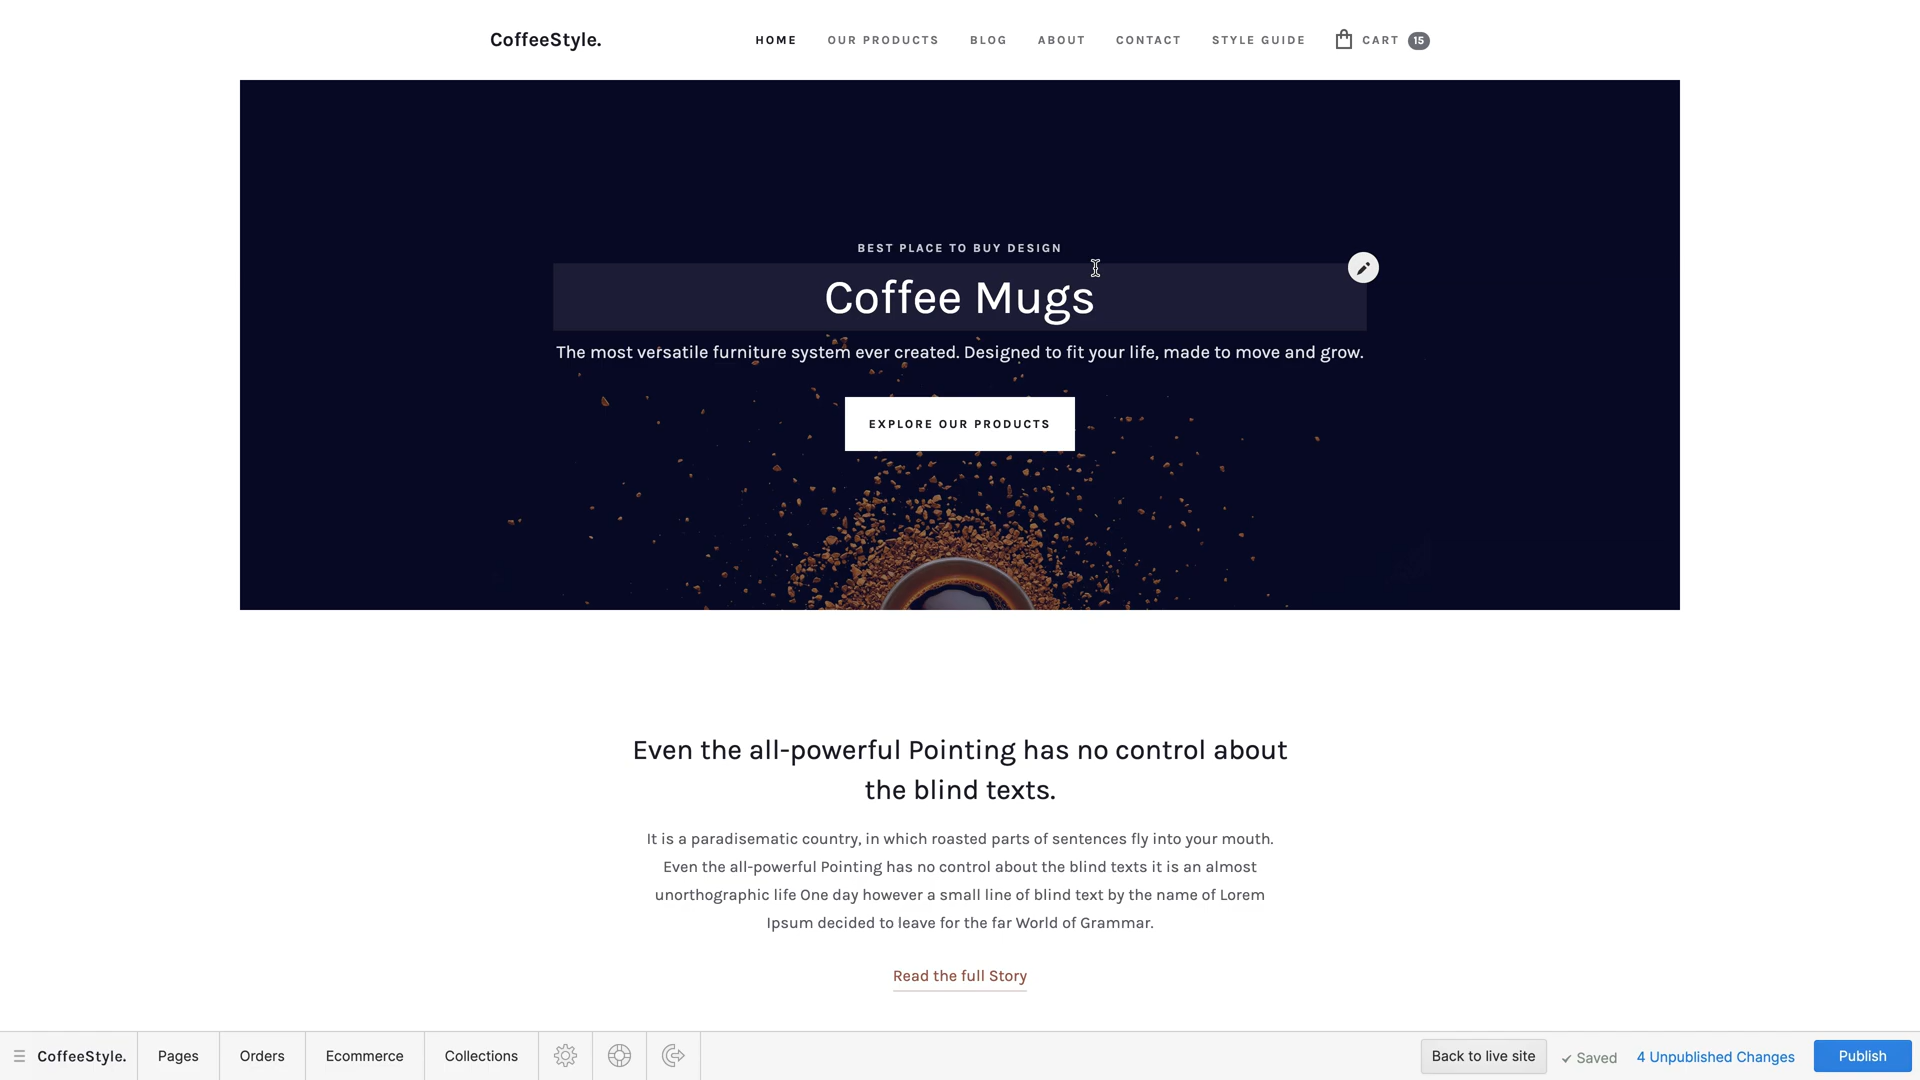 CoffeeStyle.
HOME
OUR PRODUCTS
BLOG
ABOUT
CONTACT
STYLE GUIDE
CART 15
BEST PLACE TO BUY DESIGN
Coffee Mugs
The most versatile furniture system ever created. Designed to fit your life, made to move and grow.
EXPLORE OUR PRODUCTS
Even the all-powerful Pointing has no control about
the blind texts.
It is a paradisematic country, in which roasted parts of sentences fly into your mouth.
Even the all-powerful Pointing has no control about the blind texts it is an almost
unorthographic life One day however a small line of blind text by the name of Lorem
Ipsum decided to leave for the far World of Grammar.
Read the full Story
CoffeeStyle.
Pages
Orders
Ecommerce
Collections
Back to live site
Saved
4 Unpublished Changes
Publish